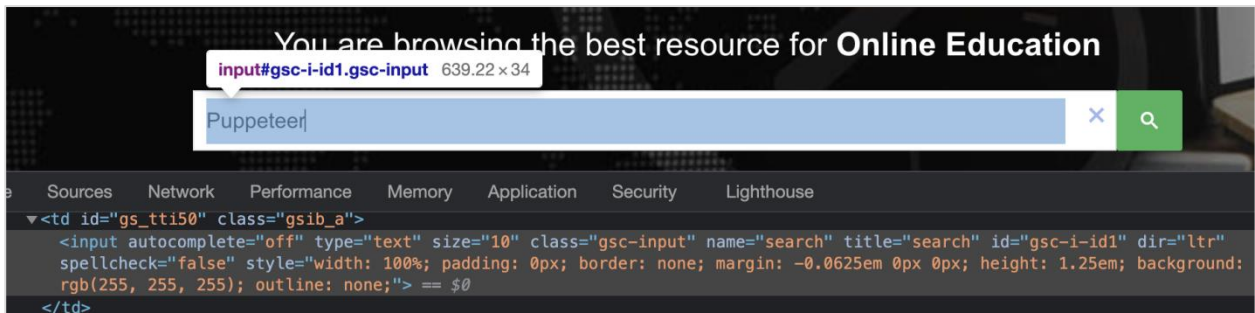 You are browsing the best resource for Online Education
input#gsc-i-id1.gsc-input 639.22 × 34
Puppeteer
Sources Network Performance Memory Application Security Lighthouse
▼<td id="gs_tti50" class="gsib_a">
<input autocomplete="off" type="text" size="10" class="gsc-input" name="search" title="search" id="gsc-i-id1" dir="ltr"
spellcheck="false" style="width: 100%; padding: 0px; border: none; margin: -0.0625em 0px 0px; height: 1.25em; background:
rgb(255, 255, 255); outline: none;"> == $0
</td>